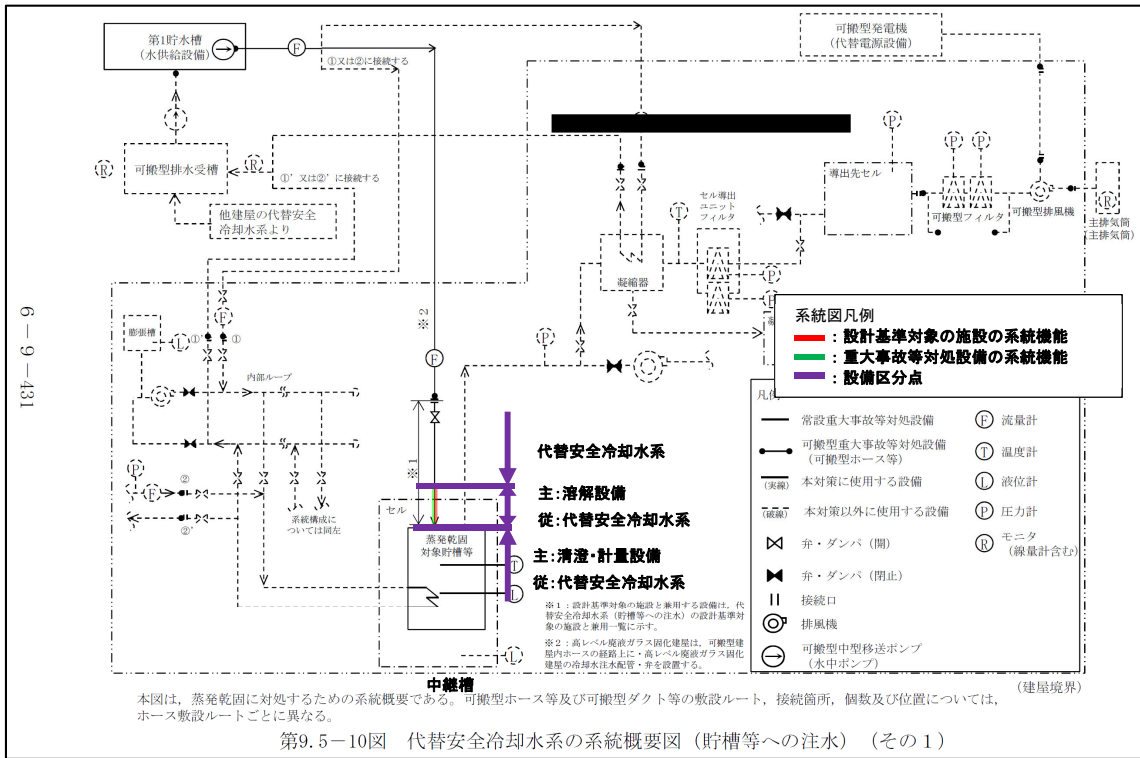 第1貯水槽
(水供給設備)
F
①又は②に接続する
可搬型発電機
(代替電源設備)
R
可搬型排水受槽
R
①’又は②’に接続する
他建屋の代替安全
冷却水系より
P
P
P
導出先セル
セル導出
ユニット
フィルタ
T
可搬型フィルタ
可搬型排風機
R
主排気筒
(主排気筒)
凝縮器
P
P
※2
膨張槽
L
F
①’
①
内部ループ
F
P
系統図凡例
:設計基準対象の施設の系統機能
:重大事故等対処設備の系統機能
:設備区分点
凡例
常設重大事故等対処設備
可搬型重大事故等対処設備
(可搬型ホース等)
(実線)
本対策に使用する設備
(破線)
本対策以外に使用する設備
弁・ダンパ(開)
弁・ダンパ(閉止)
接続口
排風機
可搬型中型移送ポンプ
(水中ポンプ)
F 流量計
T 温度計
L 液位計
P 圧力計
R モニタ
(線量計含む)
※1
代替安全冷却水系
主:溶解設備
従:代替安全冷却水系
P
F
②
②’
系統構成に
ついては同左
セル
蒸発乾固
対象貯槽等
主:清澄・計量設備
従:代替安全冷却水系
T
L
※1:設計基準対象の施設と兼用する設備は,代
替安全冷却水系(貯槽等への注水)の設計基準対
象の施設と兼用一覧に示す。
※2:高レベル廃液ガラス固化建屋は,可搬型建
屋内ホースの経路上に・高レベル廃液ガラス固化
建屋の冷却水注水配管・弁を設置する。
L
中継槽
(建屋境界)
本図は,蒸発乾固に対処するための系統概要である。可搬型ホース等及び可搬型ダクト等の敷設ルート,接続箇所,個数及び位置については,
ホース敷設ルートごとに異なる。
第9.5-10図 代替安全冷却水系の系統概要図(貯槽等への注水)(その1)
6-9-431